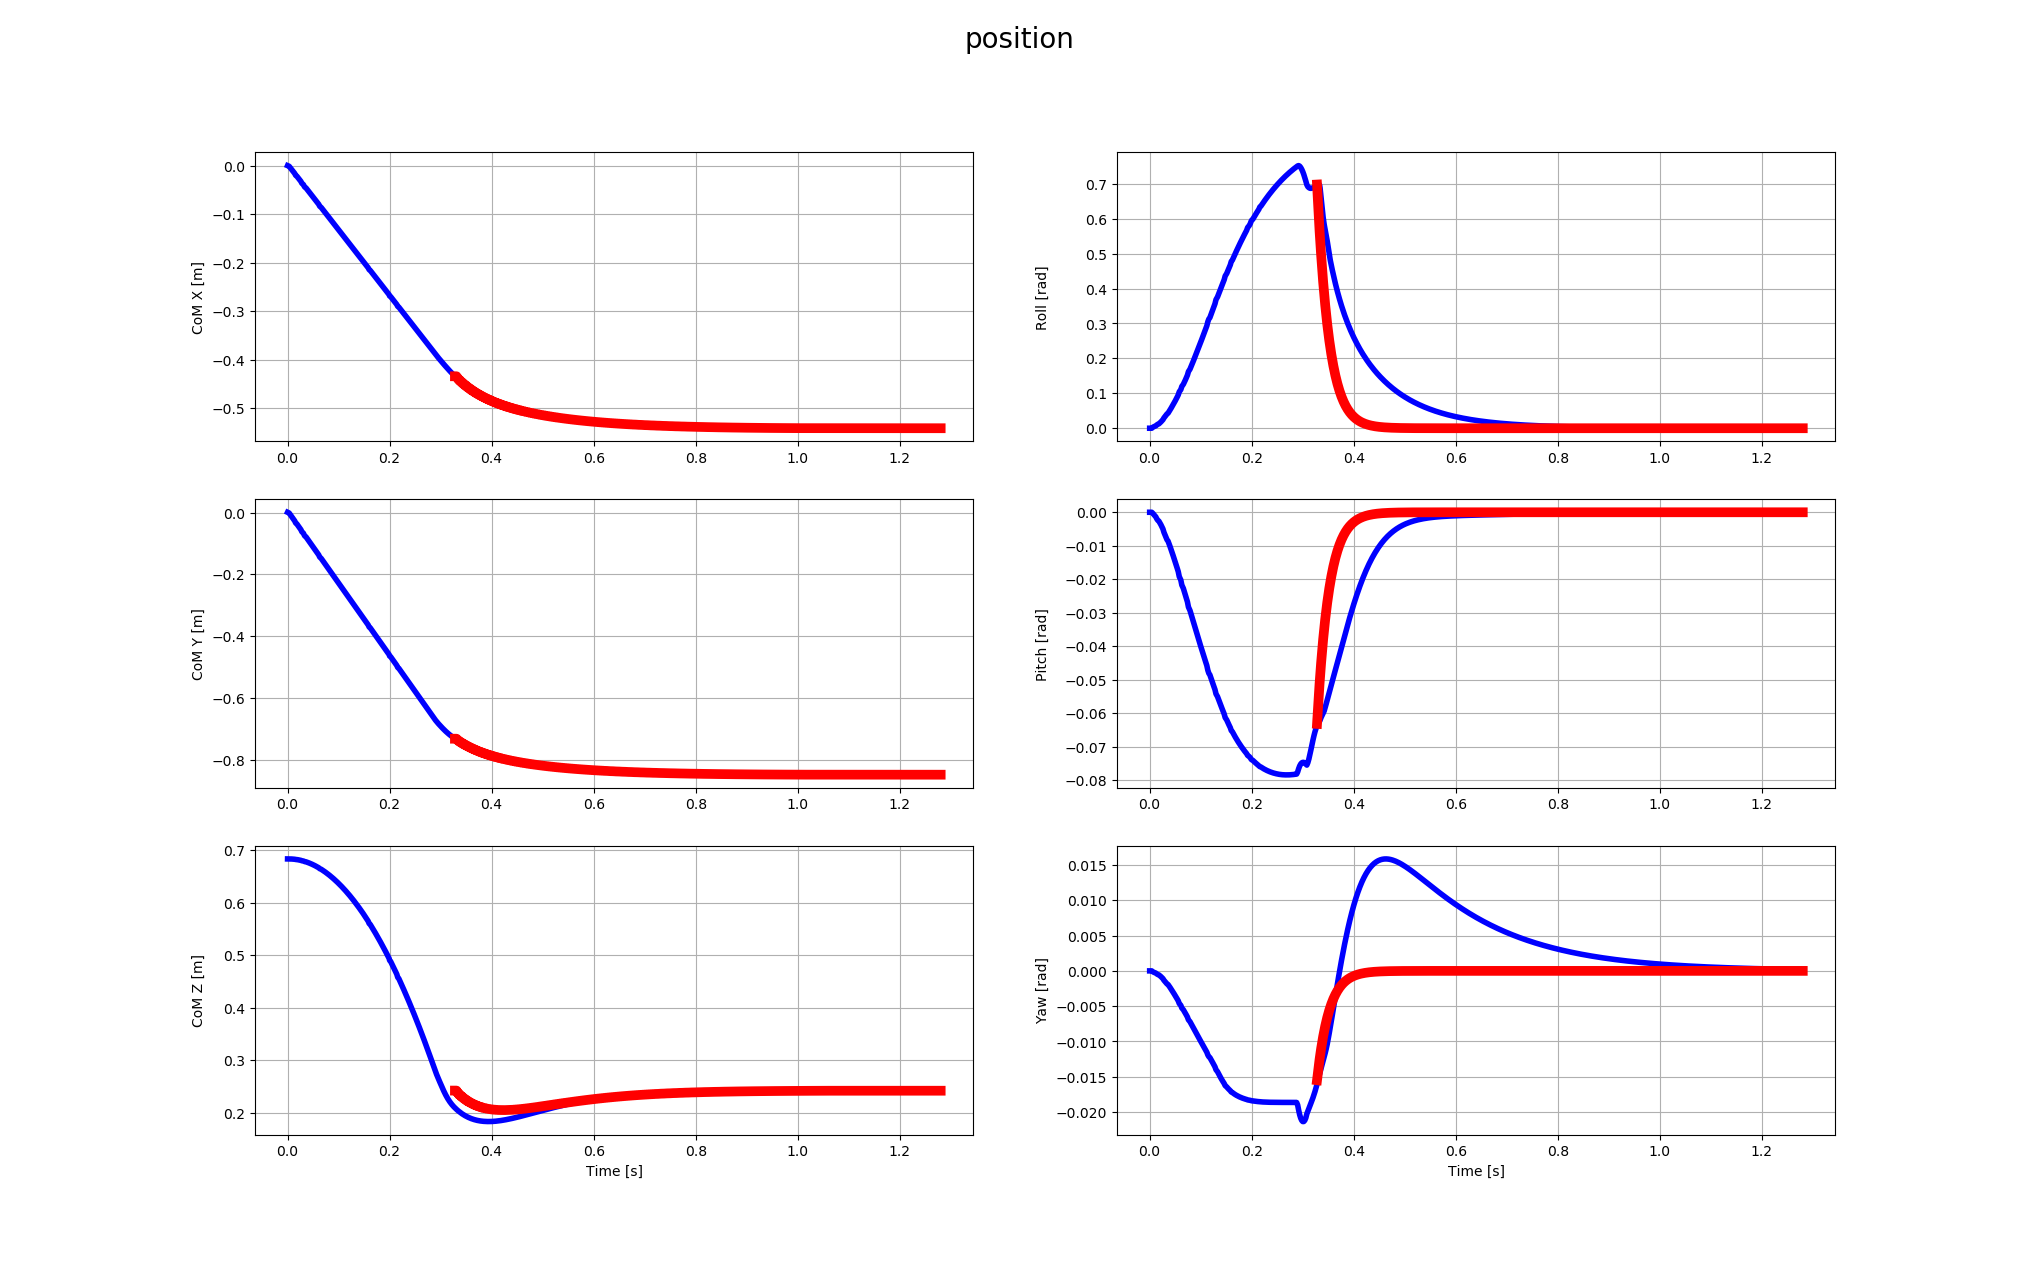 position
CoM X [m]
0.0
−0.1
−0.2
−0.3
−0.4
−0.5
0.0 0.2 0.4 0.6 0.8 1.0 1.2
Roll [rad]
0.7
0.6
0.5
0.4
0.3
0.2
0.1
0.0
0.0 0.2 0.4 0.6 0.8 1.0 1.2
CoM Y [m]
0.0
−0.2
−0.4
−0.6
−0.8
0.0 0.2 0.4 0.6 0.8 1.0 1.2
Pitch [rad]
0.00
−0.01
−0.02
−0.03
−0.04
−0.05
−0.06
−0.07
−0.08
0.0 0.2 0.4 0.6 0.8 1.0 1.2
CoM Z [m]
0.7
0.6
0.5
0.4
0.3
0.2
0.0 0.2 0.4 0.6 0.8 1.0 1.2
Time [s]
Yaw [rad]
0.015
0.010
0.005
0.000
−0.005
−0.010
−0.015
−0.020
0.0 0.2 0.4 0.6 0.8 1.0 1.2
Time [s]